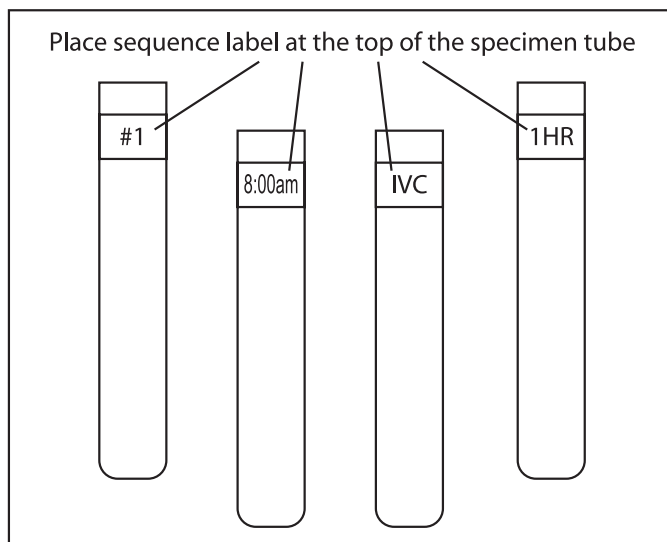 Place sequence label at the top of the specimen tube
#1
8:00am
IVC
1HR